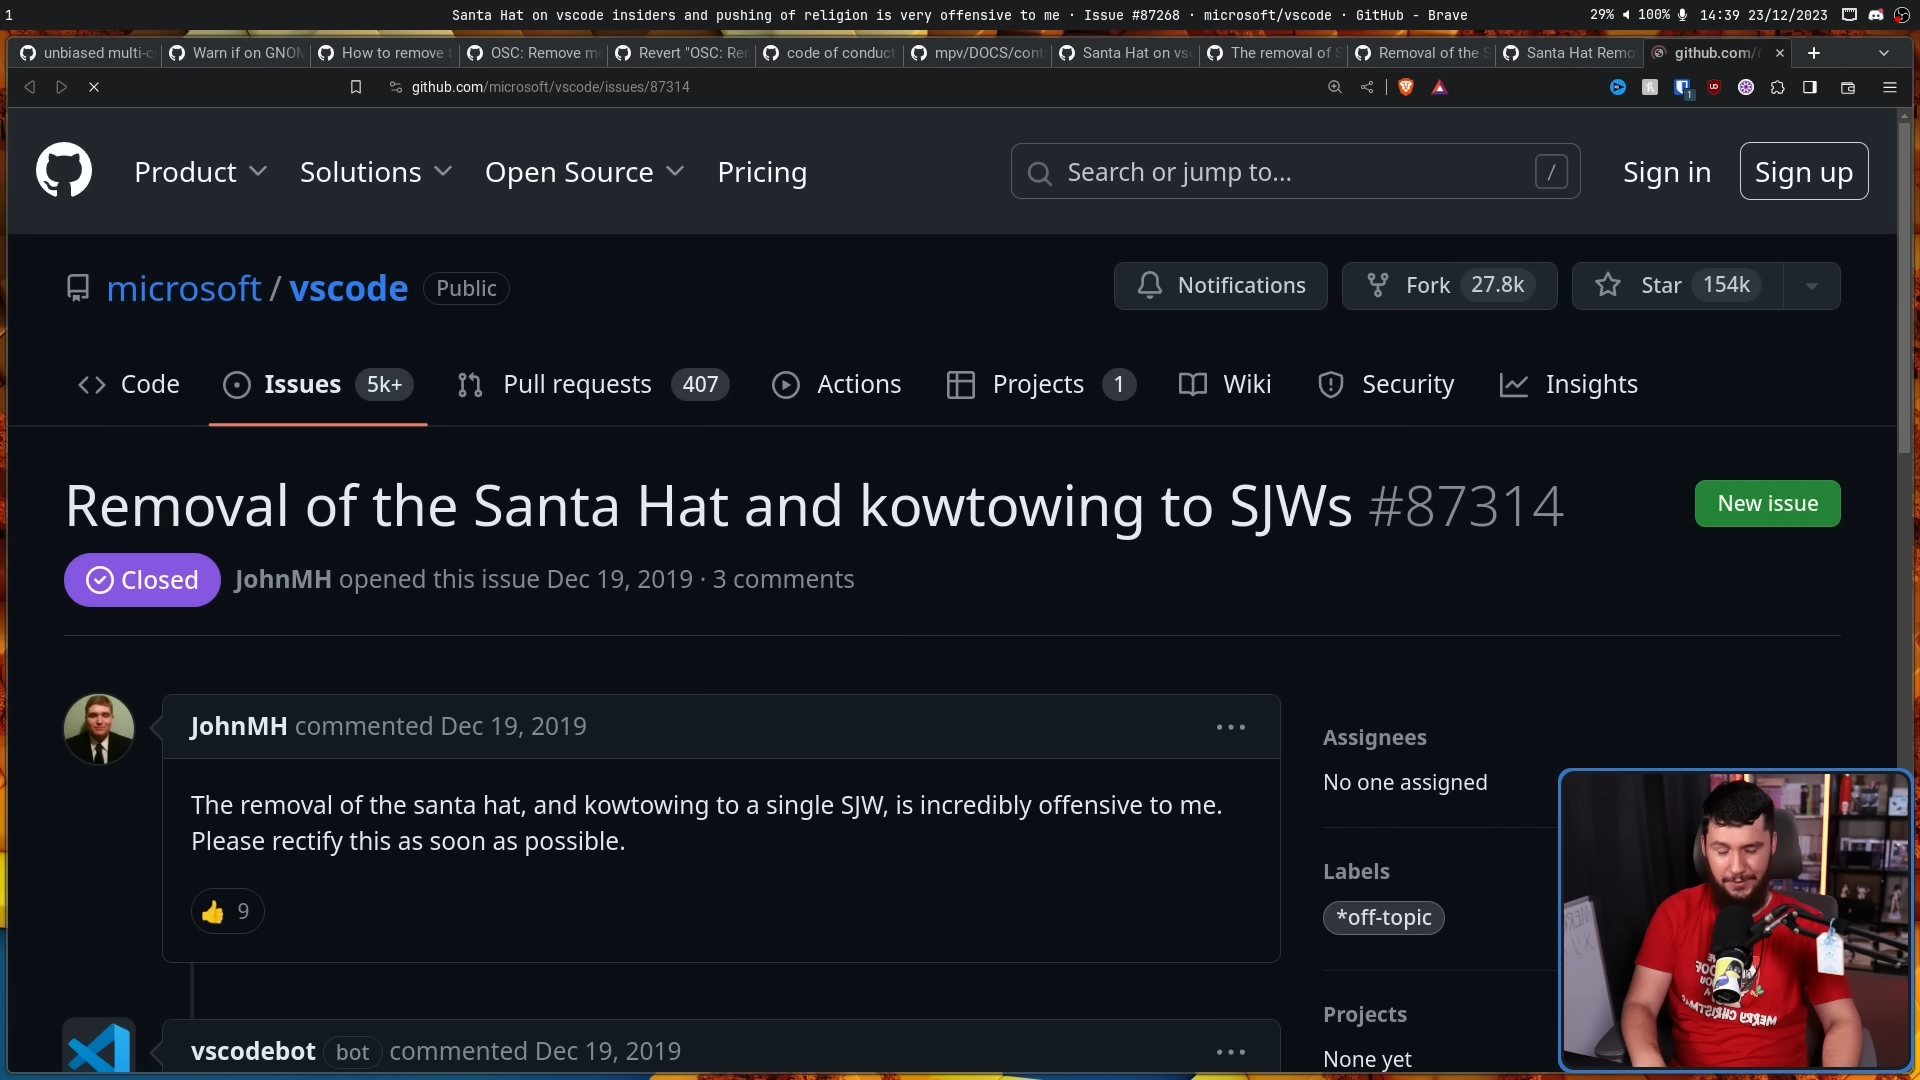 1
Santa Hat on vscode insiders and pushing of religion is very offensive to me · Issue #87268 · microsoft/vscode · GitHub - Brave
29% 100% 14:39 23/12/2023
unbiased multi-c
Warn if on GNOM
How to remove t
OSC: Remove m
Revert "OSC: Re
code of conduct
mpv/DOCS/cont
Santa Hat on vsc
The removal of S
Removal of the S
Santa Hat Remo
github.com/
github.com/microsoft/vscode/issues/87314
Product
Solutions
Open Source
Pricing
Search or jump to...
/
Sign in
Sign up
microsoft / vscode
Public
Notifications
Fork 27.8k
Star 154k
Code
Issues 5k+
Pull requests 407
Actions
Projects 1
Wiki
Security
Insights
Removal of the Santa Hat and kowtowing to SJWs #87314
New issue
Closed
JohnMH opened this issue Dec 19, 2019 · 3 comments
JohnMH commented Dec 19, 2019
The removal of the santa hat, and kowtowing to a single SJW, is incredibly offensive to me.
Please rectify this as soon as possible.
9
vscodebot bot commented Dec 19, 2019
Assignees
No one assigned
Labels
*off-topic
Projects
None yet
MERRY CHRISTMAS